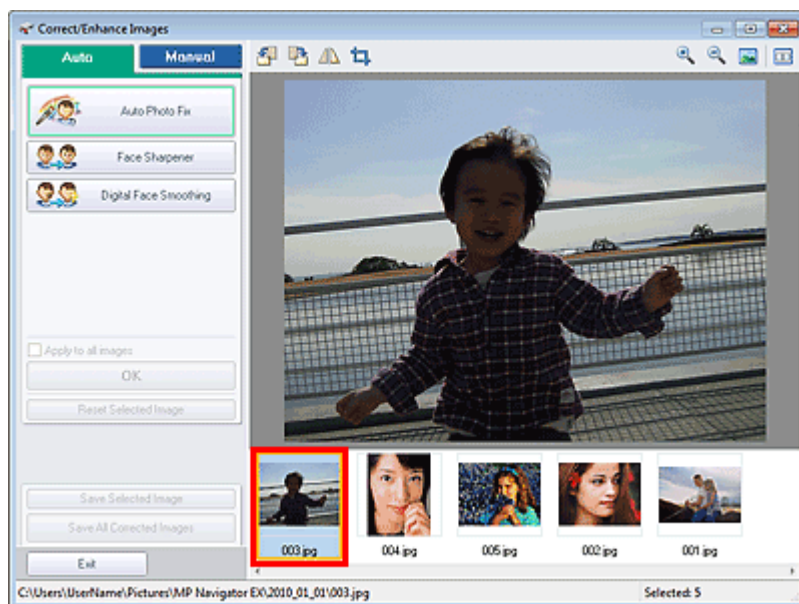 Correct/Enhance Images
Auto
Manual
Auto Photo Fix
Face Sharpener
Digital Face Smoothing
Apply to all images
OK
Reset Selected Image
Save Selected Image
Save All Corrected Images
Exit
003.jpg
004.jpg
005.jpg
002.jpg
001.jpg
C:\Users\UserName\Pictures\MP Navigator EX\2010_01_01\003.jpg
Selected: 5